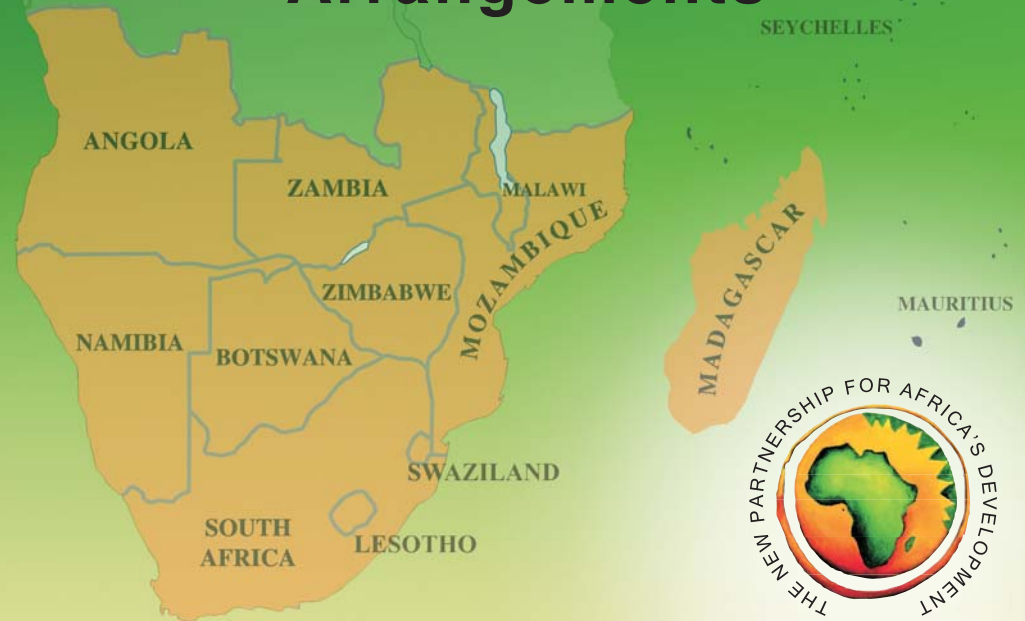 Arrangements
SEYCHELLES
ANGOLA
ZAMBIA
MALAWI
MOZAMBIQUE
MADAGASCAR
ZIMBABWE
MAURITIUS
NAMIBIA
BOTSWANA
SWAZILAND
SOUTH
AFRICA
LESOTHO
THE NEW PARTNERSHIP FOR AFRICA'S DEVELOPMENT